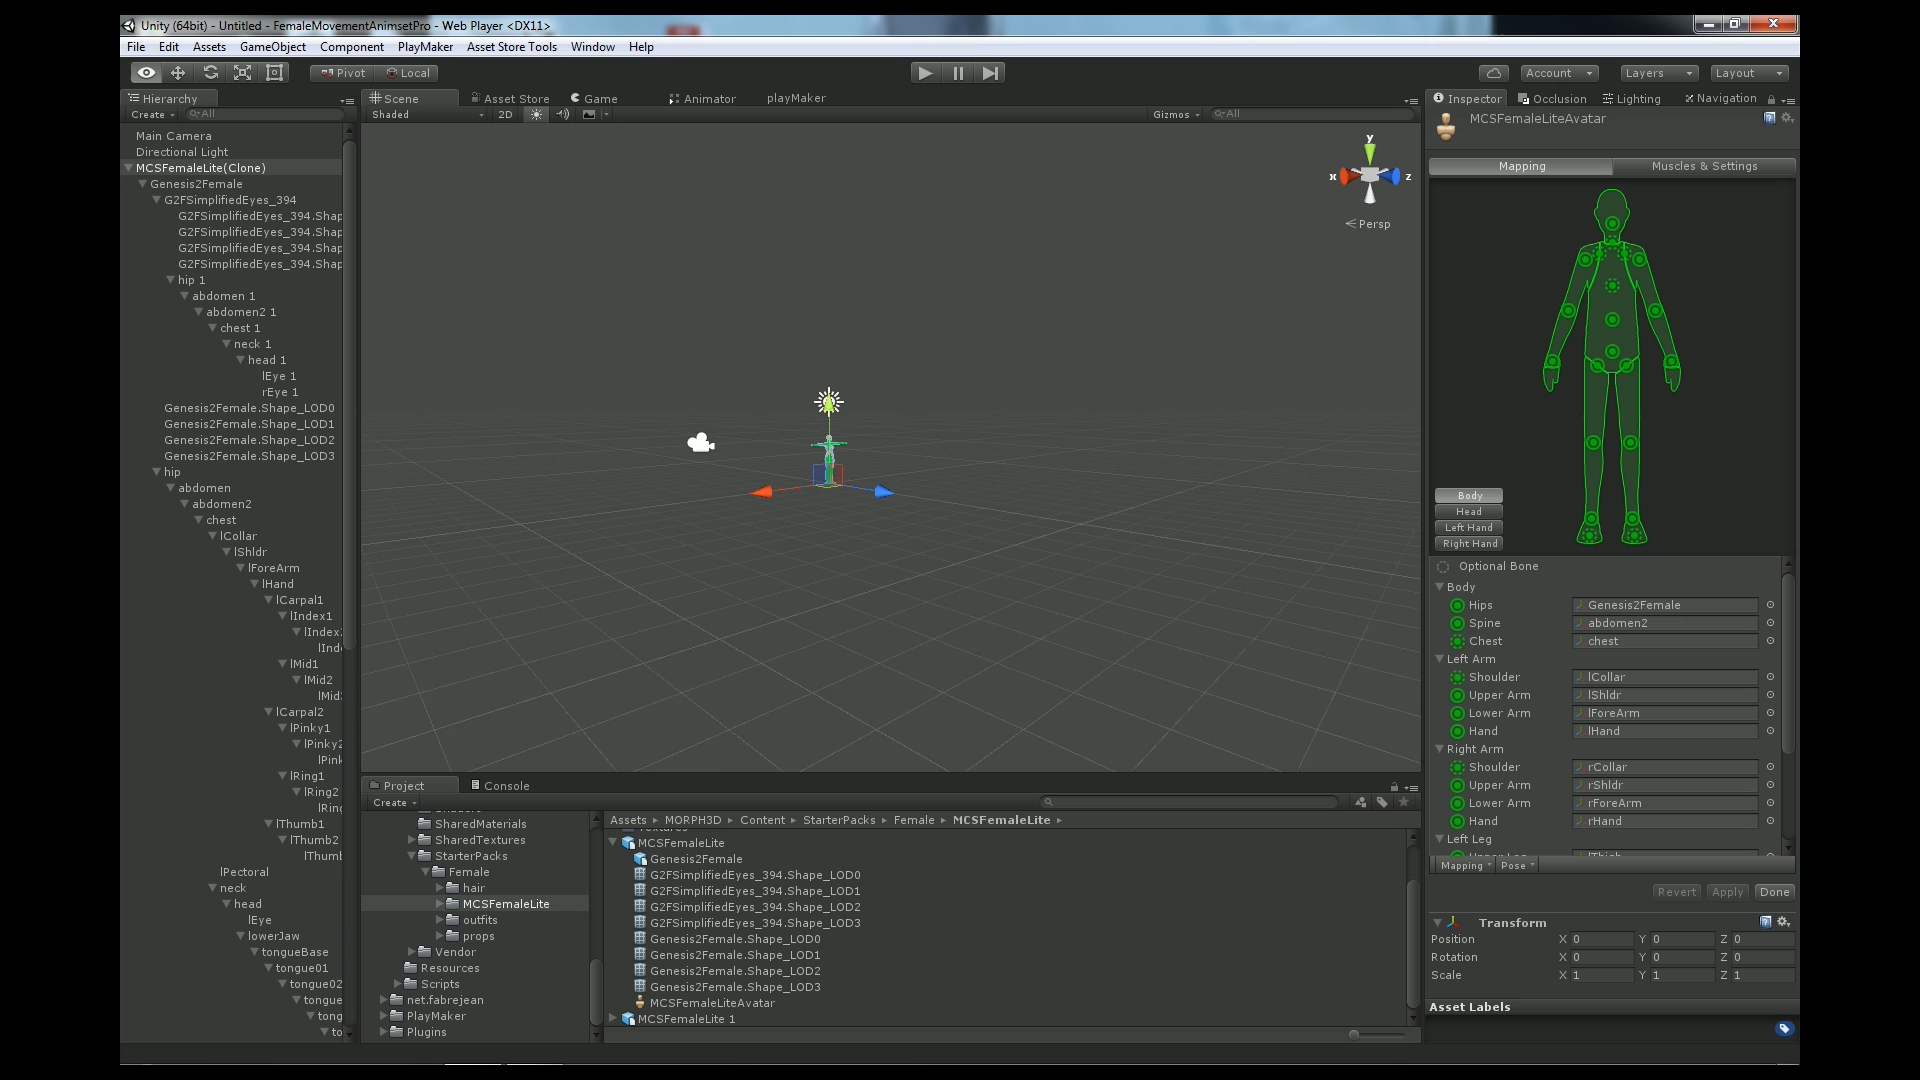 Unity (64bit) - Untitled - FemaleMovementAnimsetPro - Web Player <DX11>
File Edit Assets GameObject Component PlayMaker Asset Store Tools Window Help
Pivot Local
Account Layers Layout
Hierarchy
Create All
Main Camera
Directional Light
MCSFemaleLite(Clone)
Genesis2Female
G2FSimplifiedEyes_394
G2FSimplifiedEyes_394.Shap
G2FSimplifiedEyes_394.Shap
G2FSimplifiedEyes_394.Shap
G2FSimplifiedEyes_394.Shap
hip 1
abdomen 1
abdomen2 1
chest 1
neck 1
head 1
lEye 1
rEye 1
Genesis2Female.Shape_LOD0
Genesis2Female.Shape_LOD1
Genesis2Female.Shape_LOD2
Genesis2Female.Shape_LOD3
hip
abdomen
abdomen2
chest
lCollar
lShldr
lForeArm
lHand
lCarpal1
lIndex1
lIndex
lInd
lMid1
lMid2
lMid
lCarpal2
lPinky1
lPinky2
lPink
lRing1
lRing2
lRing
lThumb1
lThumb2
lThumb
lPectoral
neck
head
lEye
lowerJaw
tongueBase
tongue01
tongue02
tongue
tong
to
Scene Asset Store Game Animator playMaker
Shaded 2D Gizmos All
y
x z
Persp
Project Console
Create
SharedMaterials
SharedTextures
StarterPacks
Female
hair
MCSFemaleLite
outfits
props
Vendor
Resources
Scripts
net.fabrejean
PlayMaker
Plugins
Assets MORPH3D Content StarterPacks Female MCSFemaleLite
MCSFemaleLite
Genesis2Female
G2FSimplifiedEyes_394.Shape_LOD0
G2FSimplifiedEyes_394.Shape_LOD1
G2FSimplifiedEyes_394.Shape_LOD2
G2FSimplifiedEyes_394.Shape_LOD3
Genesis2Female.Shape_LOD0
Genesis2Female.Shape_LOD1
Genesis2Female.Shape_LOD2
Genesis2Female.Shape_LOD3
MCSFemaleLiteAvatar
MCSFemaleLite 1
Inspector Occlusion Lighting Navigation
MCSFemaleLiteAvatar
Mapping Muscles & Settings
Body
Head
Left Hand
Right Hand
Optional Bone
Body
Hips Genesis2Female
Spine abdomen2
Chest chest
Left Arm
Shoulder lCollar
Upper Arm lShldr
Lower Arm lForeArm
Hand lHand
Right Arm
Shoulder rCollar
Upper Arm rShldr
Lower Arm rForeArm
Hand rHand
Left Leg
Mapping Pose
Revert Apply Done
Transform
Position X 0 Y 0 Z 0
Rotation X 0 Y 0 Z 0
Scale X 1 Y 1 Z 1
Asset Labels